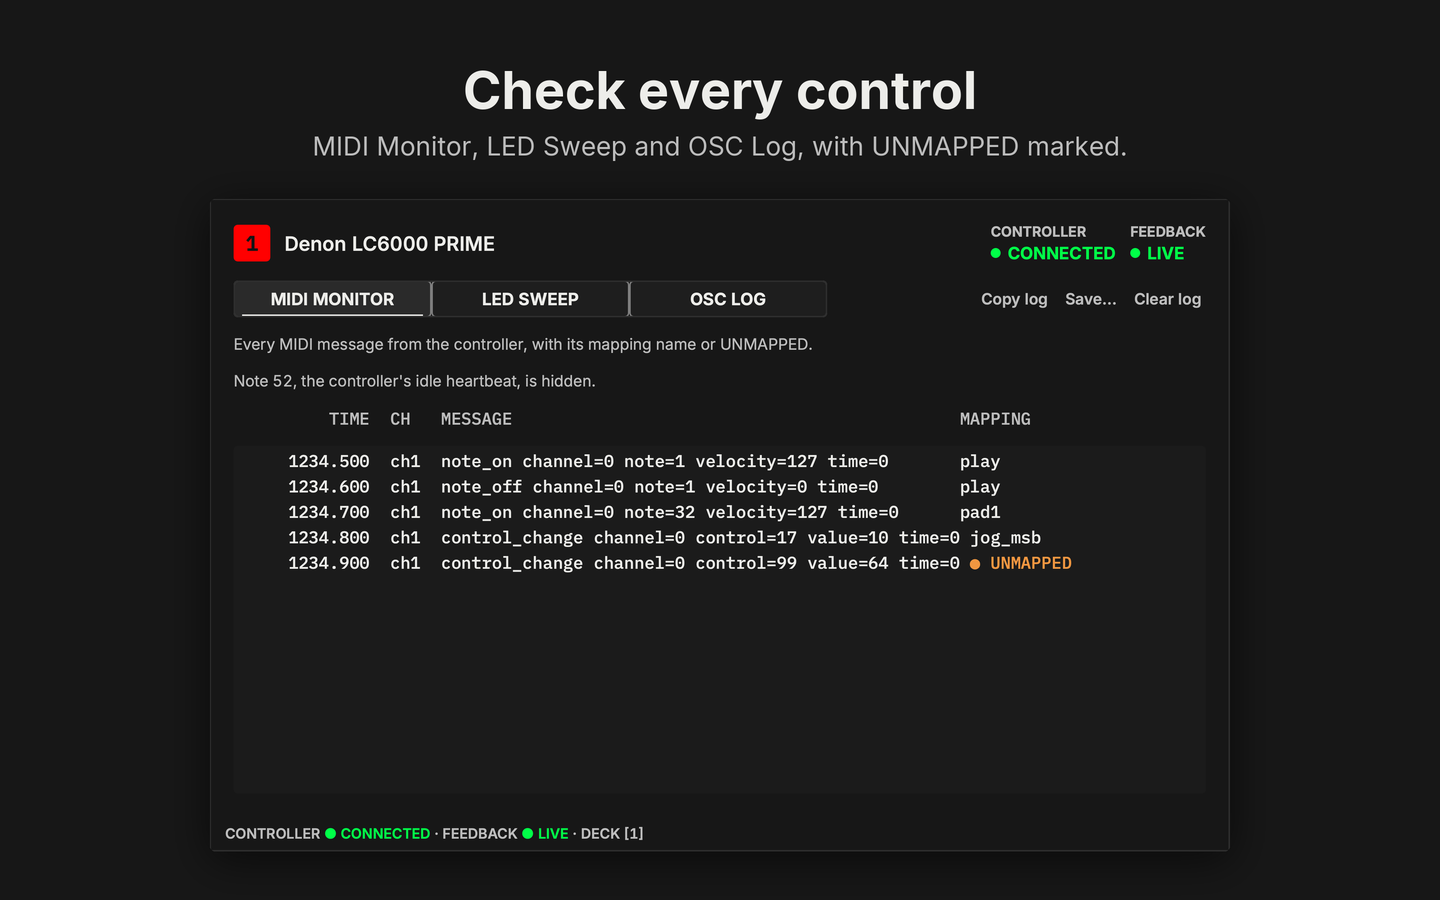 Check every control
MIDI Monitor, LED Sweep and OSC Log, with UNMAPPED marked.
1 Denon LC6000 PRIME
CONTROLLER FEEDBACK
● CONNECTED ● LIVE
MIDI MONITOR LED SWEEP OSC LOG Copy log Save... Clear log
Every MIDI message from the controller, with its mapping name or UNMAPPED.
Note 52, the controller's idle heartbeat, is hidden.
TIME CH MESSAGE MAPPING
1234.500 ch1 note_on channel=0 note=1 velocity=127 time=0 play
1234.600 ch1 note_off channel=0 note=1 velocity=0 time=0 play
1234.700 ch1 note_on channel=0 note=32 velocity=127 time=0 pad1
1234.800 ch1 control_change channel=0 control=17 value=10 time=0 jog_msb
1234.900 ch1 control_change channel=0 control=99 value=64 time=0 ● UNMAPPED
CONTROLLER ● CONNECTED · FEEDBACK ● LIVE · DECK [1]